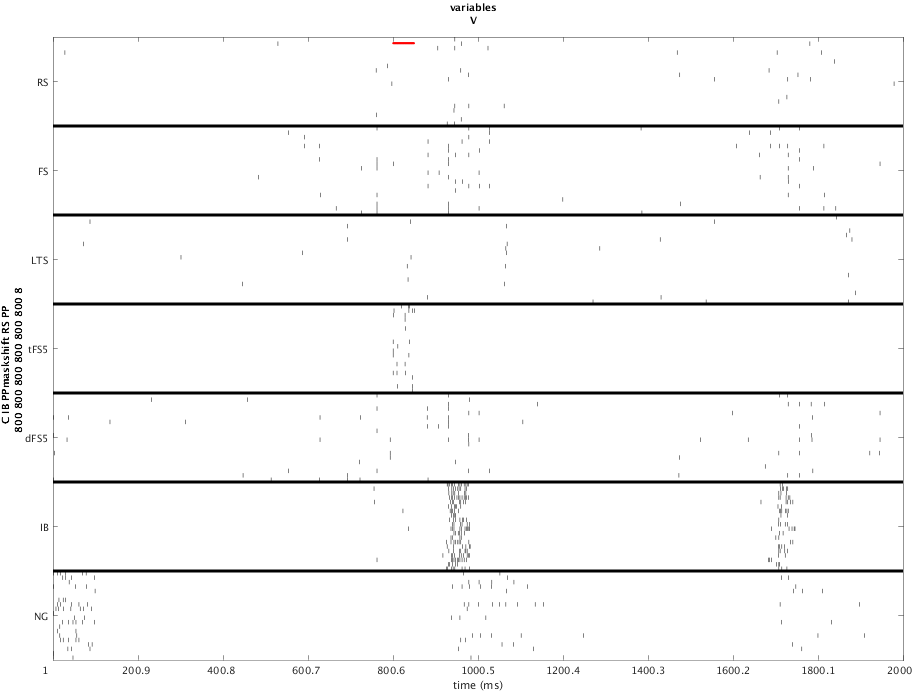 variables
V
C IB PPmaskshift RS PP
800 800 800 800 800 800 8
RS
FS
LTS
tFS5
dFS5
IB
NG
1 200.9 400.8 600.7 800.6 1000.5 1200.4 1400.3 1600.2 1800.1 2000
time (ms)